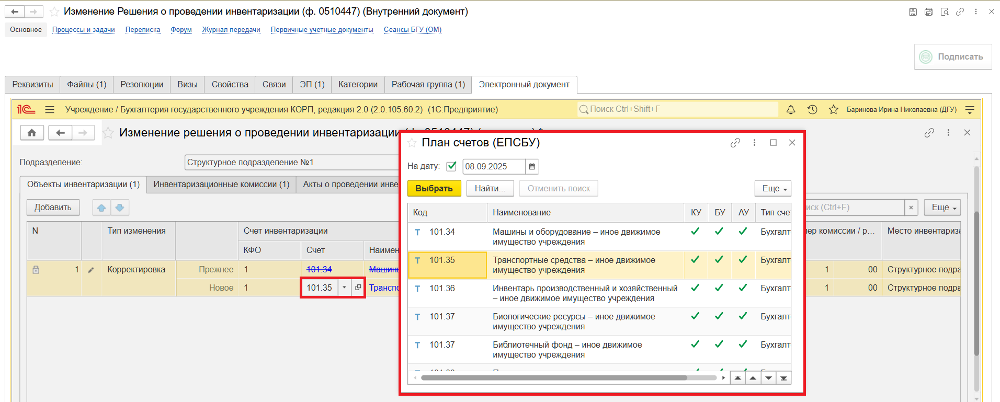 Изменение Решения о проведении инвентаризации (ф. 0510447) (Внутренний документ)
Основное Процессы и задачи Переписка Форум Журнал передачи Первичные учетные документы Сеансы БГУ (ОМ)
Подписать
Реквизиты Файлы (1) Резолюции Визы Свойства Связи ЭП (1) Категории Рабочая группа (1) Электронный документ
1С Учреждение / Бухгалтерия государственного учреждения КОРП, редакция 2.0 (2.0.105.60.2) (1С:Предприятие) Поиск Ctrl+Shift+F Баринова Ирина Николаевна (ДГУ)
Изменение решения о проведении инвентаризации
Подразделение: Структурное подразделение №1
Объекты инвентаризации (1) Инвентаризационные комиссии (1) Акты о проведении инве
Добавить (Ctrl+F) × Еще
N Тип изменения Счет инвентаризации ер комиссии / р... Место инвентариза
КФО Счет Наимен
1 Корректировка Прежнее 1 101.34 Машины 1 00 Структурное подра
Новое 1 101.35 Транспо 1 00 Структурное подра
План счетов (ЕПСБУ)
На дату: 08.09.2025
Выбрать Найти... Отменить поиск Еще
Код Наименование КУ БУ АУ Тип счет
Т 101.34 Машины и оборудование – иное движимое Бухгалт
имущество учреждения
Т 101.35 Транспортные средства – иное движимое Бухгалт
имущество учреждения
Т 101.36 Инвентарь производственный и хозяйственный Бухгалт
– иное движимое имущество учреждения
Т 101.37 Биологические ресурсы – иное движимое Бухгалт
имущество учреждения
Т 101.37 Библиотечный фонд – иное движимое Бухгалт
имущество учреждения